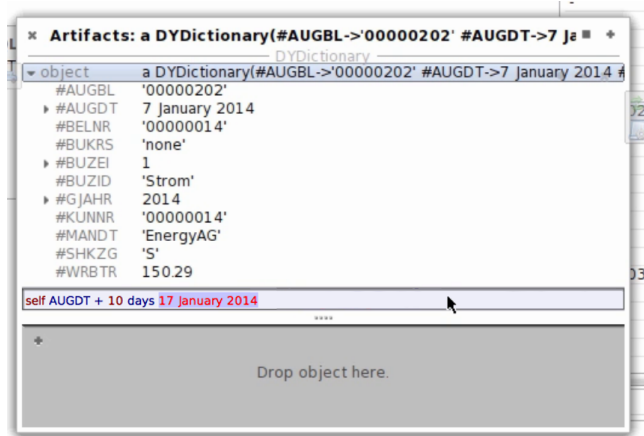 Artifacts: a DYDictionary(#AUGBL->'00000202' #AUGDT->7 Ja
DYDictionary
object a DYDictionary(#AUGBL->'00000202' #AUGDT->7 January 2014 #
#AUGBL '00000202'
#AUGDT 7 January 2014
#BELNR '00000014'
#BUKRS 'none'
#BUZEI 1
#BUZID 'Strom'
#GJAHR 2014
#KUNNR '00000014'
#MANDT 'EnergyAG'
#SHKZG 'S'
#WRBTR 150.29
self AUGDT + 10 days 17 January 2014
Drop object here.